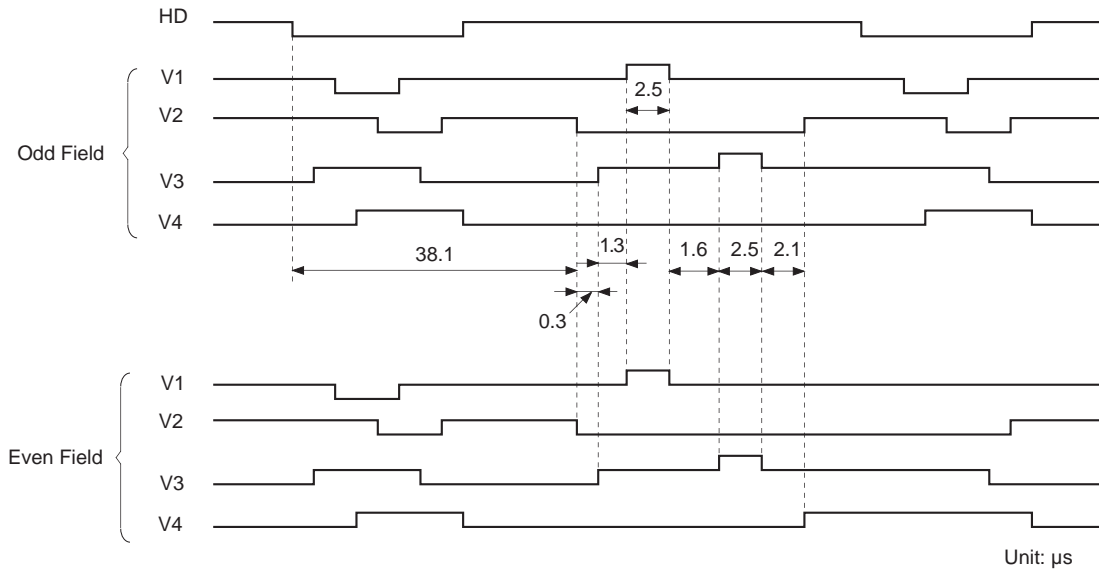 HD
V1
2.5
V2
Odd Field
V3
V4
1.3
38.1
1.6 2.5 2.1
0.3
V1
V2
Even Field
V3
V4
Unit: µs